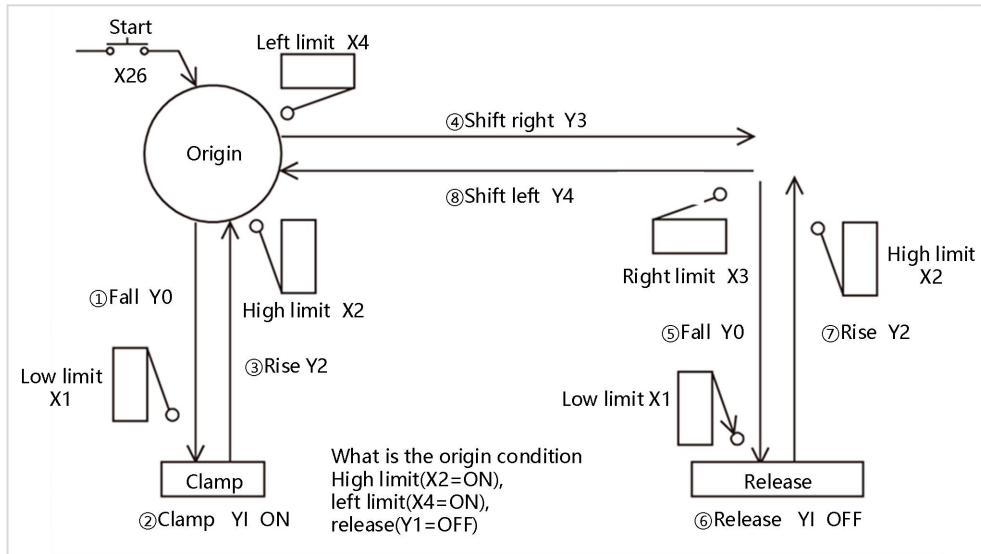 Start
X26
Left limit X4
Origin
④Shift right Y3
⑧Shift left Y4
High limit X2
Right limit X3
High limit
X2
①Fall Y0
③Rise Y2
⑤Fall Y0
⑦Rise Y2
Low limit
X1
Low limit X1
What is the origin condition
High limit(X2=ON),
left limit(X4=ON),
release(Y1=OFF)
Clamp
②Clamp YI ON
Release
⑥Release YI OFF